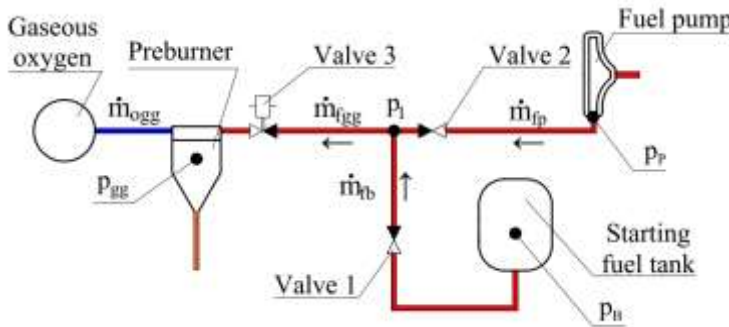 Gaseous
oxygen
Preburner
Valve 3
Valve 2
Fuel pump
ṁogg
ṁfgg
p1
ṁfp
pP
pgg
ṁfb
Starting
fuel tank
Valve 1
pB